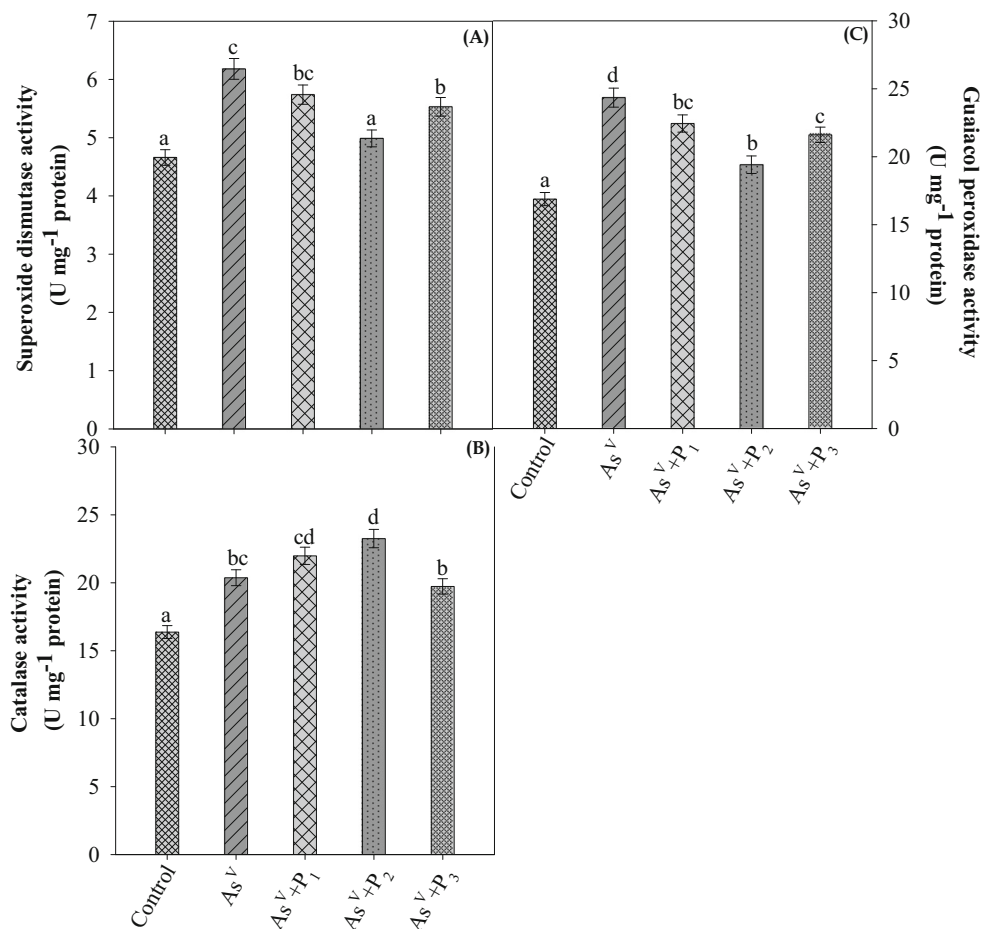 (A)
Superoxide dismutase activity
(U mg-1 protein)
7
6
5
4
3
2
1
0
a
c
bc
a
b
(C)
30
25
20
15
10
5
0
Guaiacol peroxidase activity
(U mg-1 protein)
a
d
bc
b
c
Control
AsV
AsV+P1
AsV+P2
AsV+P3
(B)
Catalase activity
(U mg-1 protein)
30
25
20
15
10
5
0
a
bc
cd
d
b
Control
AsV
AsV+P1
AsV+P2
AsV+P3